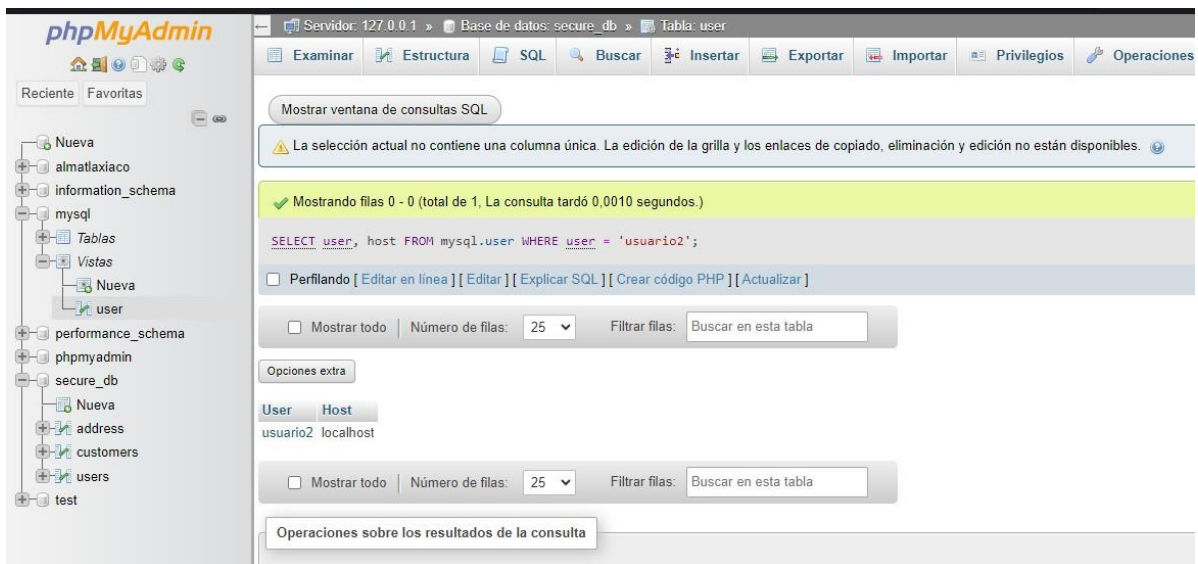 phpMyAdmin
Reciente Favoritas
Nueva
almatlaxiaco
information_schema
mysql
Tablas
Vistas
Nueva
user
performance_schema
phpmyadmin
secure_db
Nueva
address
customers
users
test
Servidor: 127.0.0.1 » Base de datos: secure_db » Tabla: user
Examinar Estructura SQL Buscar Insertar Exportar Importar Privilegios Operaciones
Mostrar ventana de consultas SQL
La selección actual no contiene una columna única. La edición de la grilla y los enlaces de copiado, eliminación y edición no están disponibles.
Mostrando filas 0 - 0 (total de 1, La consulta tardó 0,0010 segundos.)
SELECT user, host FROM mysql.user WHERE user = 'usuario2';
Perfilando [ Editar en línea ] [ Editar ] [ Explicar SQL ] [ Crear código PHP ] [ Actualizar ]
Mostrar todo | Número de filas: 25 Filtrar filas: Buscar en esta tabla
Opciones extra
User Host
usuario2 localhost
Mostrar todo | Número de filas: 25 Filtrar filas: Buscar en esta tabla
Operaciones sobre los resultados de la consulta